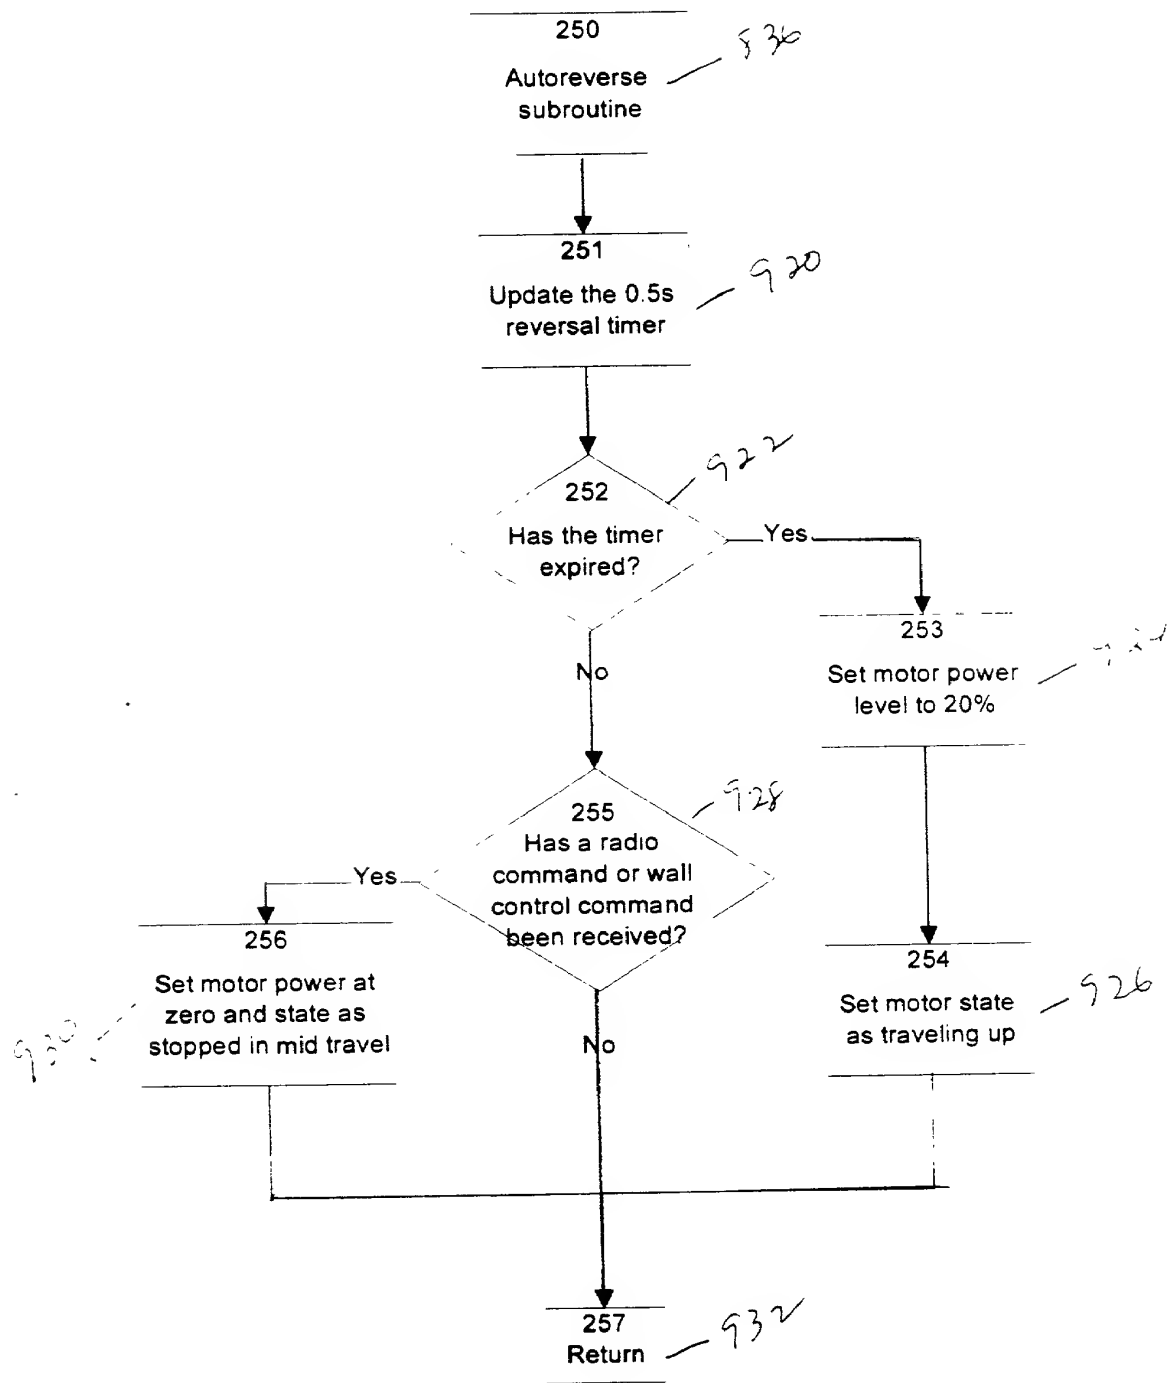 250
Autoreverse
subroutine
836
251
Update the 0.5s
reversal timer
920
252
Has the timer
expired?
922
Yes
No
253
Set motor power
level to 20%
255
Has a radio
command or wall
control command
been received?
928
Yes
No
256
Set motor power at
zero and state as
stopped in mid travel
930
254
Set motor state
as traveling up
926
257
Return
932